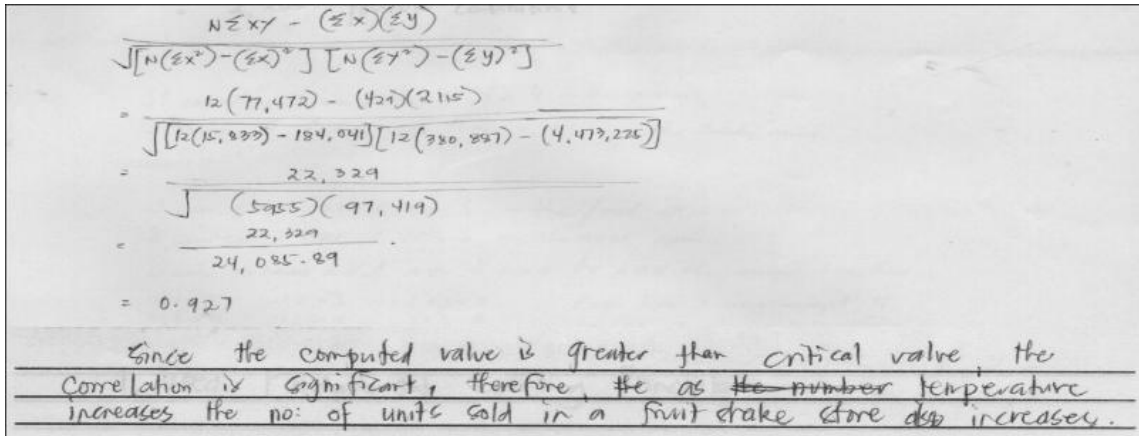 NΣxy - (Σx)(Σy)
√[N(Σx²)-(Σx)²] [N(Σy²)-(Σy)²]
= 12(77,472) - (429)(2115)
√[12(15,833) - 184,041][12(380,887) - (4,473,225)]
= 22,329
√(5955)(97,419)
= 22,329
24,085.89
= 0.927
Since the computed value is greater than critical value, the
Correlation is significant, therefore, the as the number temperature
increases the no: of units sold in a fruit shake store also increases.